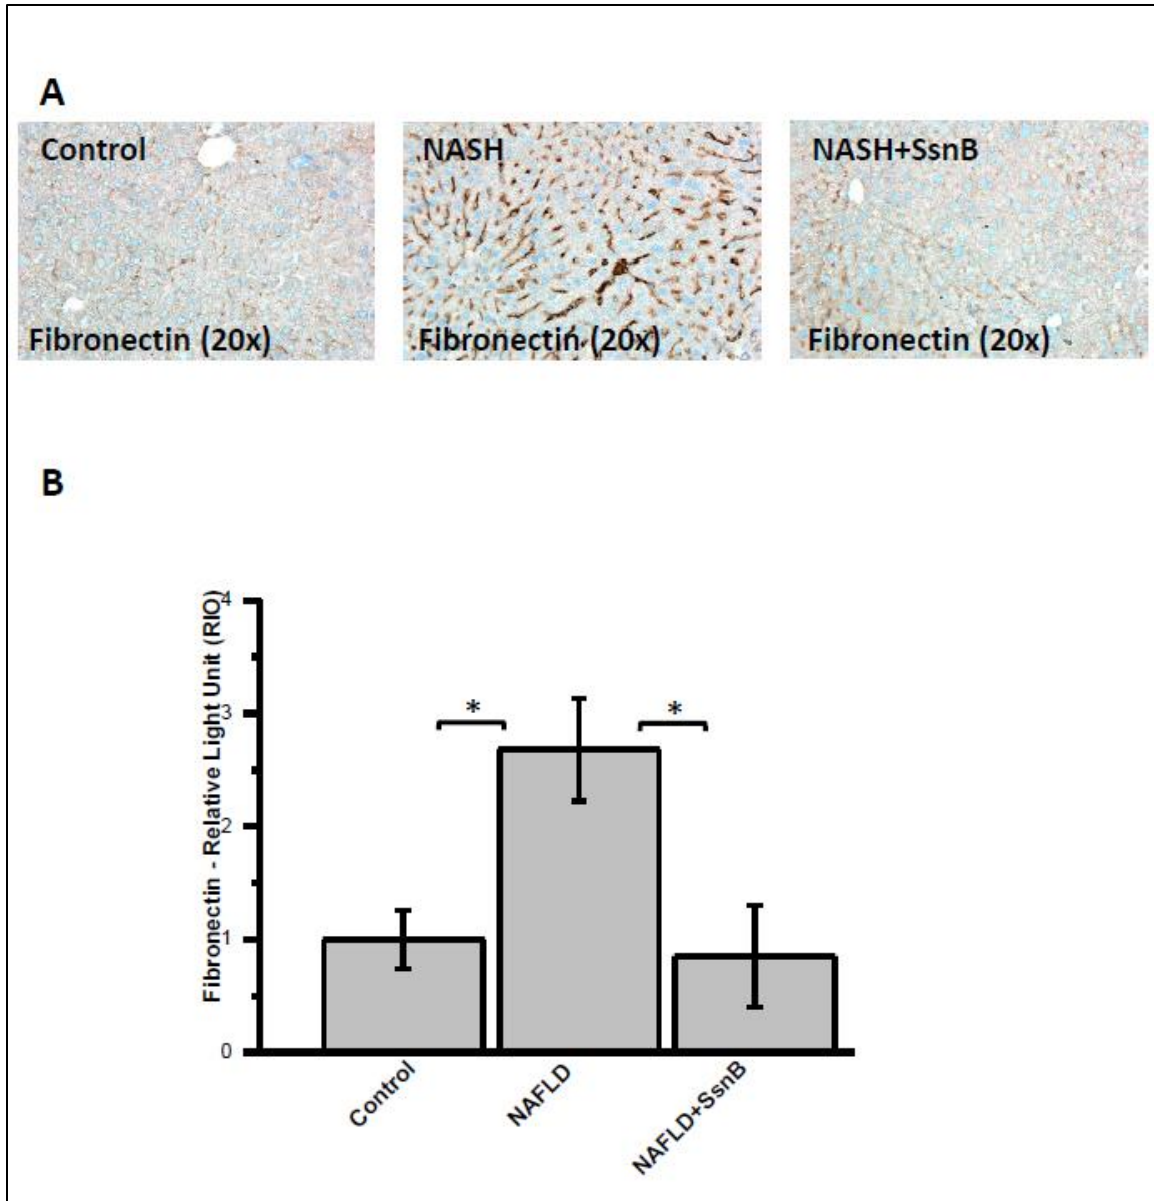 A
Control
NASH
NASH+SsnB
Fibronectin (20x)
Fibronectin (20x)
Fibronectin (20x)
B
Fibronectin - Relative Light Unit (RIO)
4
3
2
1
0
*
*
Control
NAFLD
NAFLD+SsnB